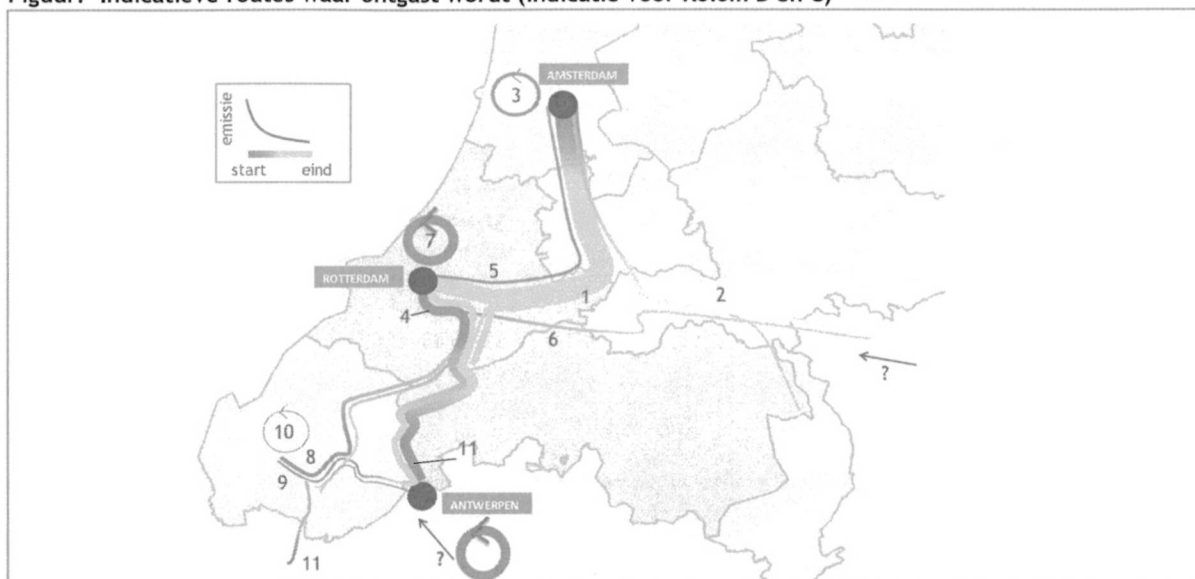 Figuur: Indicatieve routes waar ontgast wordt (indicatie voor kolom B en C)
emissie
start eind
AMSTERDAM
3
7
ROTTERDAM
5
1
2
4
6
?
10
8
9
11
11
ANTWERPEN
?